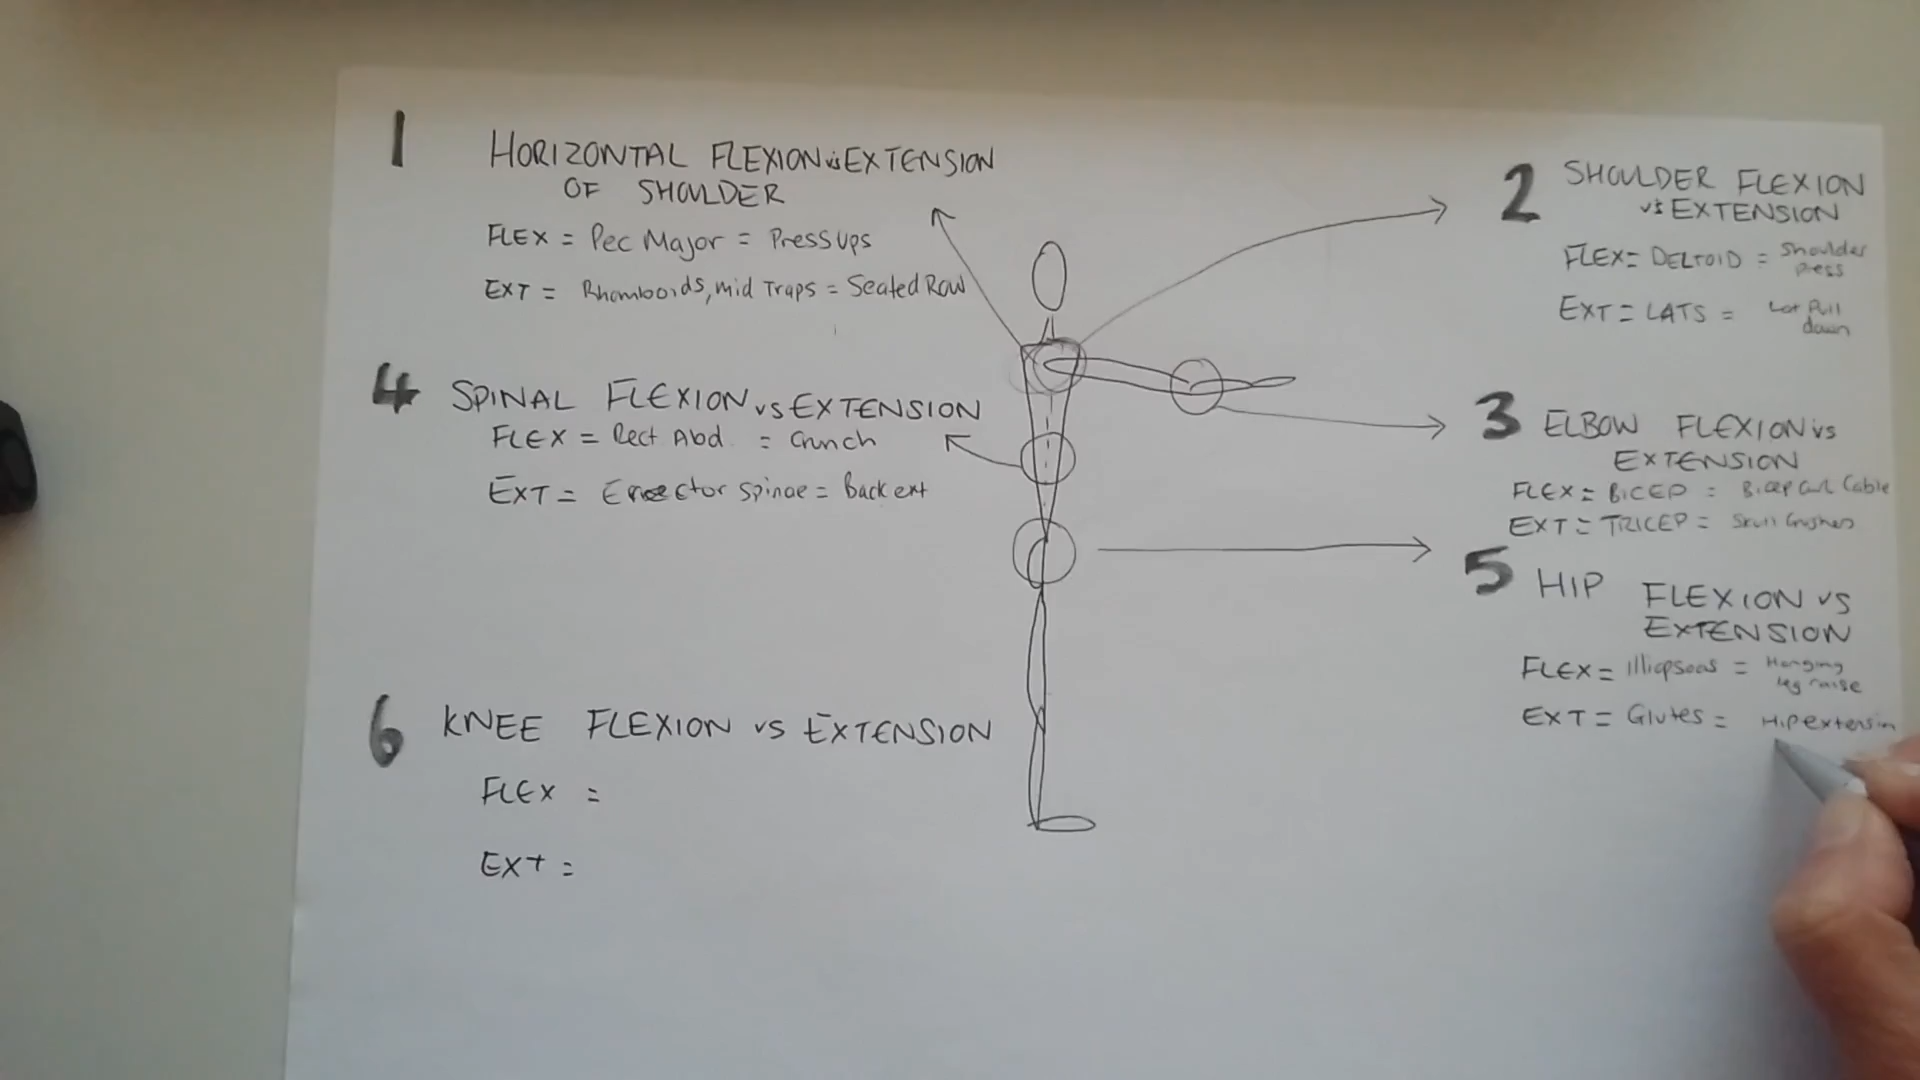 1
HORIZONTAL FLEXION vs EXTENSION
OF SHOULDER
FLEX = Pec Major = Press ups
EXT = Rhomboids, mid Traps = Seated Row
2
SHOULDER FLEXION
vs EXTENSION
FLEX = DELTOID = Shoulder
press
EXT = LATS = Lat Pull
down
3
ELBOW FLEXION vs
EXTENSION
FLEX = BICEP = Bicep Curl Cable
EXT = TRICEP = Skull Crushers
4
SPINAL FLEXION vs EXTENSION
FLEX = Rect Abd. = Crunch
EXT = Erector spinae = Back ext
5
HIP FLEXION vs
EXTENSION
FLEX = Illiopsoas = Hanging
leg raise
EXT = Glutes = Hip extension
6
KNEE FLEXION vs EXTENSION
FLEX =
EXT =